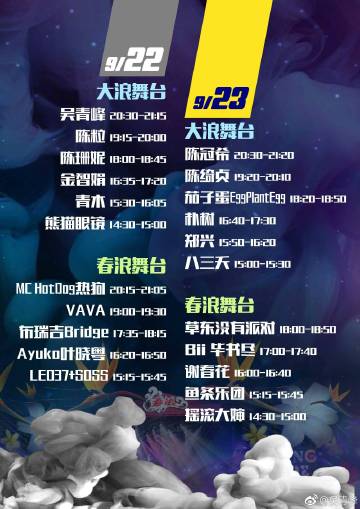 9/22
大浪舞台
吴青峰 20:30-21:15
陈粒 19:15-20:00
陈珊妮 18:00-18:45
金智娟 16:35-17:20
青木 15:30-16:05
熊猫眼镜 14:30-15:00
春浪舞台
MC HotDog热狗 20:15-21:05
VAVA 19:00-19:30
布瑞吉Bridge 17:35-18:15
Ayuko叶晓粤 16:20-16:50
LEO37+SOSS 15:15-15:45
9/23
大浪舞台
陈冠希 20:30-21:20
陈绮贞 19:20-20:10
茄子蛋EggPlantEgg 18:20-18:50
朴树 16:40-17:30
郑兴 15:50-16:20
八三夭 15:00-15:30
春浪舞台
草东没有派对 18:00-18:50
Bii 毕书尽 17:00-17:40
谢春花 16:00-16:40
鱼条乐团 15:15-15:45
摇滚大婶 14:30-15:00